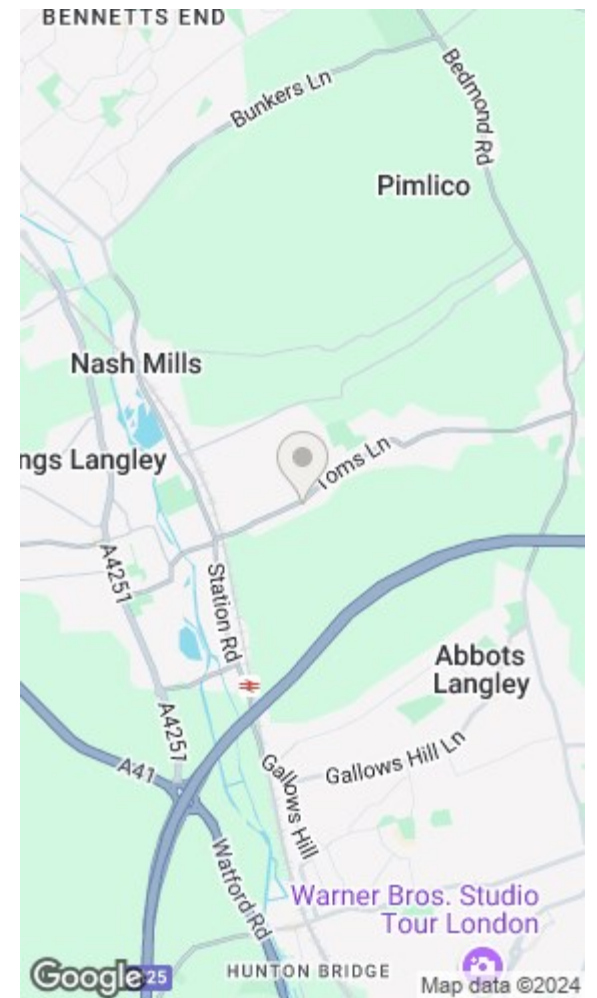 BENNETTS END
Bunkers Ln
Bedmond Rd
Pimlico
Nash Mills
ngs Langley
Toms Ln
A4251
Station Rd
Abbots
Langley
A4251
A41
Gallows Hill Ln
Gallows Hill
Watford Rd
Warner Bros. Studio
Tour London
HUNTON BRIDGE
Google
25
Map data ©2024